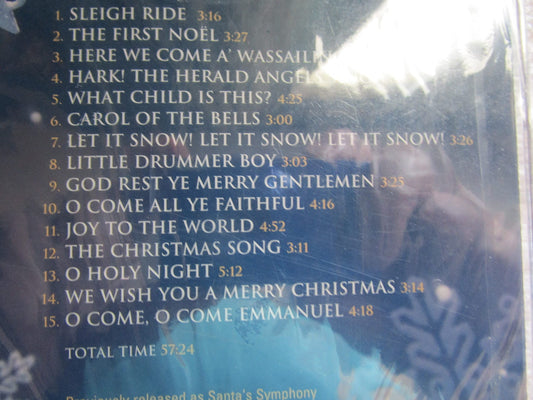 1. SLEIGH RIDE 3:16
2. THE FIRST NOËL 3:27
3. HERE WE COME A' WASSAILIN
4. HARK! THE HERALD ANGELS
5. WHAT CHILD IS THIS? 4:25
6. CAROL OF THE BELLS 3:00
7. LET IT SNOW! LET IT SNOW! LET IT SNOW! 3:26
8. LITTLE DRUMMER BOY 3:03
9. GOD REST YE MERRY GENTLEMEN 3:25
10. O COME ALL YE FAITHFUL 4:16
11. JOY TO THE WORLD 4:52
12. THE CHRISTMAS SONG 3:11
13. O HOLY NIGHT 5:12
14. WE WISH YOU A MERRY CHRISTMAS 3:14
15. O COME, O COME EMMANUEL 4:18
TOTAL TIME 57:24
Previously released as Santa's Symphony